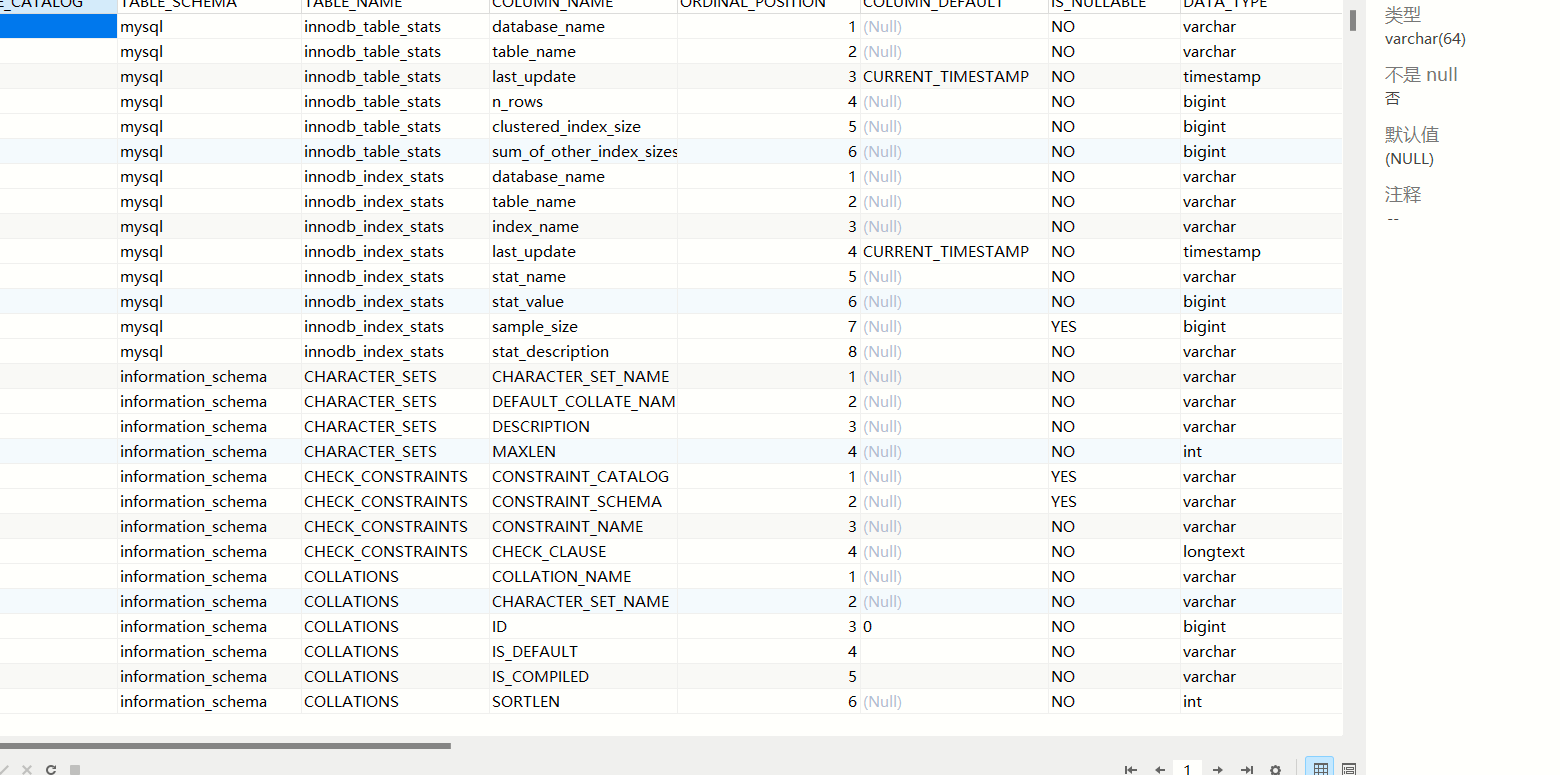 E_CATALOG TABLE_SCHEMA TABLE_NAME COLUMN_NAME ORDINAL_POSITION COLUMN_DEFAULT IS_NULLABLE DATA_TYPE
mysql innodb_table_stats database_name 1 (Null) NO varchar
mysql innodb_table_stats table_name 2 (Null) NO varchar
mysql innodb_table_stats last_update 3 CURRENT_TIMESTAMP NO timestamp
mysql innodb_table_stats n_rows 4 (Null) NO bigint
mysql innodb_table_stats clustered_index_size 5 (Null) NO bigint
mysql innodb_table_stats sum_of_other_index_sizes 6 (Null) NO bigint
mysql innodb_index_stats database_name 1 (Null) NO varchar
mysql innodb_index_stats table_name 2 (Null) NO varchar
mysql innodb_index_stats index_name 3 (Null) NO varchar
mysql innodb_index_stats last_update 4 CURRENT_TIMESTAMP NO timestamp
mysql innodb_index_stats stat_name 5 (Null) NO varchar
mysql innodb_index_stats stat_value 6 (Null) NO bigint
mysql innodb_index_stats sample_size 7 (Null) YES bigint
mysql innodb_index_stats stat_description 8 (Null) NO varchar
information_schema CHARACTER_SETS CHARACTER_SET_NAME 1 (Null) NO varchar
information_schema CHARACTER_SETS DEFAULT_COLLATE_NAM 2 (Null) NO varchar
information_schema CHARACTER_SETS DESCRIPTION 3 (Null) NO varchar
information_schema CHARACTER_SETS MAXLEN 4 (Null) NO int
information_schema CHECK_CONSTRAINTS CONSTRAINT_CATALOG 1 (Null) YES varchar
information_schema CHECK_CONSTRAINTS CONSTRAINT_SCHEMA 2 (Null) YES varchar
information_schema CHECK_CONSTRAINTS CONSTRAINT_NAME 3 (Null) NO varchar
information_schema CHECK_CONSTRAINTS CHECK_CLAUSE 4 (Null) NO longtext
information_schema COLLATIONS COLLATION_NAME 1 (Null) NO varchar
information_schema COLLATIONS CHARACTER_SET_NAME 2 (Null) NO varchar
information_schema COLLATIONS ID 3 0 NO bigint
information_schema COLLATIONS IS_DEFAULT 4 NO varchar
information_schema COLLATIONS IS_COMPILED 5 NO varchar
information_schema COLLATIONS SORTLEN 6 (Null) NO int
1
类型
varchar(64)
不是 null
否
默认值
(NULL)
注释
--